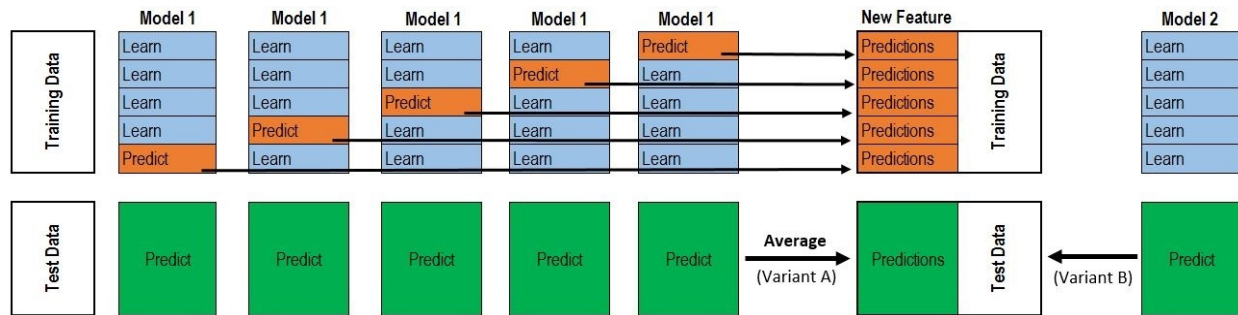 Model 1 Model 1 Model 1 Model 1 Model 1 New Feature Model 2
Training Data
Learn Learn Learn Learn Predict Predictions Learn
Learn Learn Learn Predict Learn Predictions Learn
Learn Learn Predict Learn Learn Predictions Learn
Learn Predict Learn Learn Learn Predictions Learn
Predict Learn Learn Learn Learn Predictions Learn
Training Data
Test Data
Predict Predict Predict Predict Predict
Average
(Variant A)
Predictions
Test Data
(Variant B)
Predict